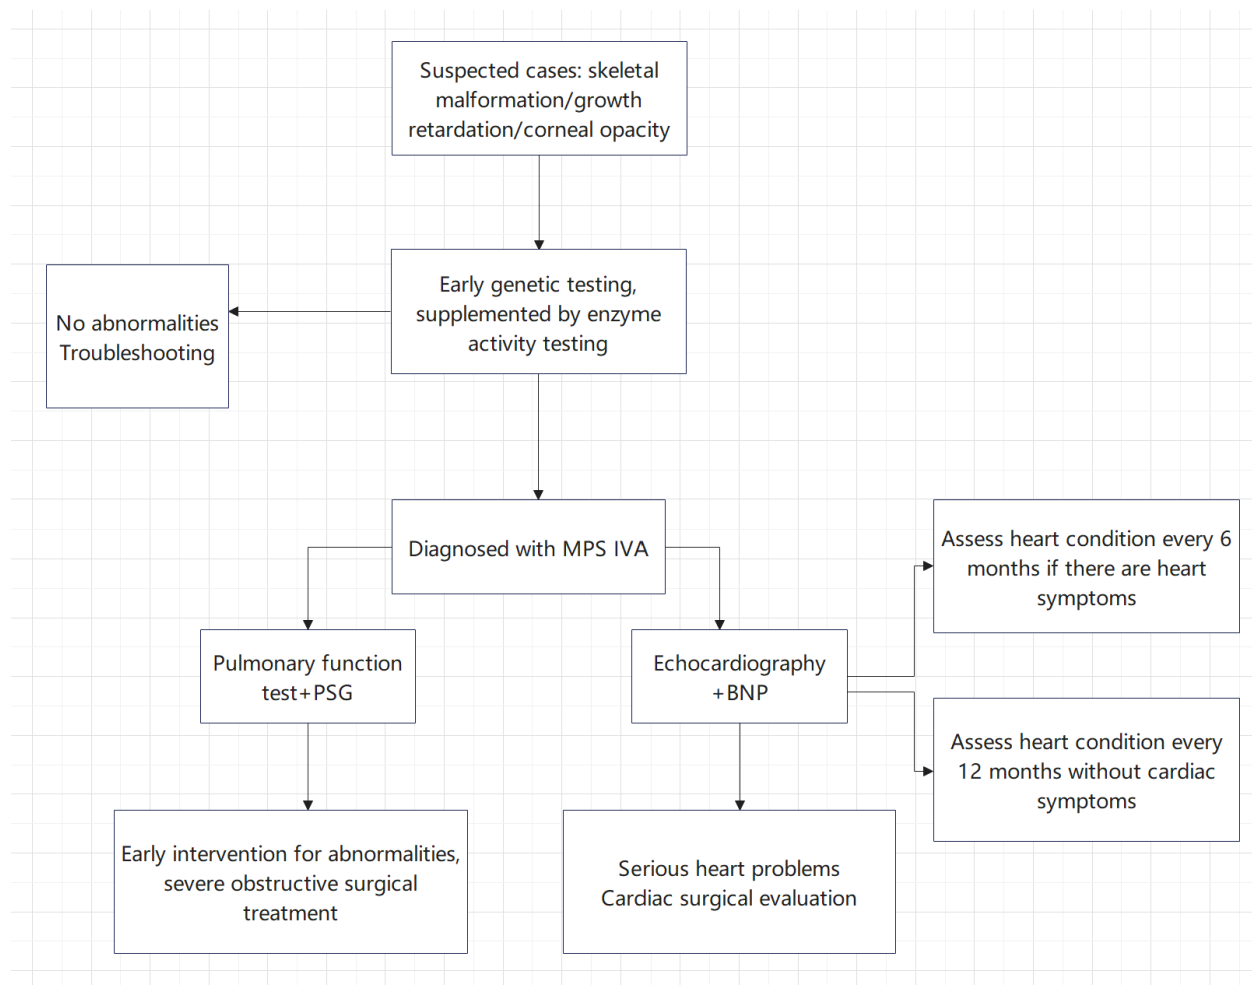 Suspected cases: skeletal
malformation/growth
retardation/corneal opacity
Early genetic testing,
supplemented by enzyme
activity testing
No abnormalities
Troubleshooting
Diagnosed with MPS IVA
Assess heart condition every 6
months if there are heart
symptoms
Pulmonary function
test+PSG
Echocardiography
+BNP
Assess heart condition every
12 months without cardiac
symptoms
Early intervention for abnormalities,
severe obstructive surgical
treatment
Serious heart problems
Cardiac surgical evaluation